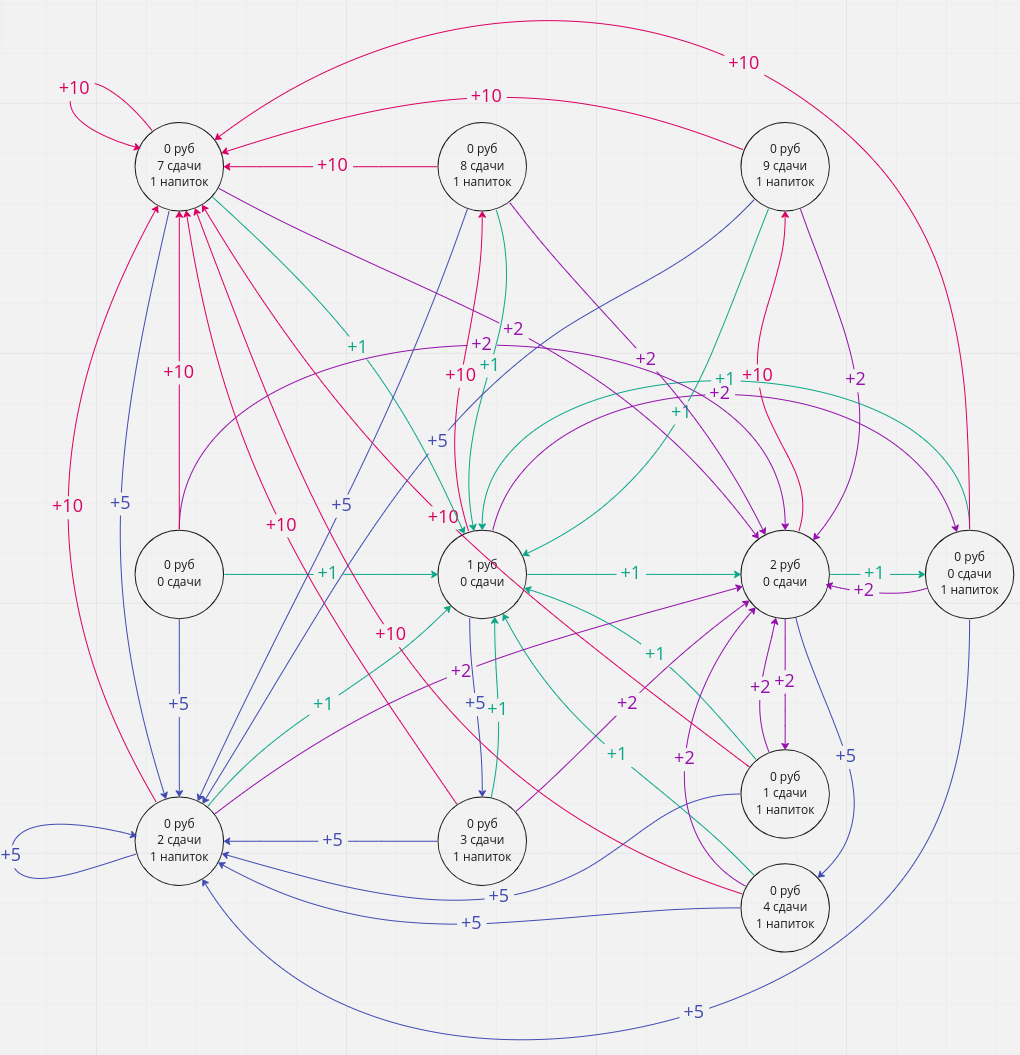 +10
+10
+10
0 руб
7 сдачи
1 напиток
0 руб
8 сдачи
1 напиток
0 руб
9 сдачи
1 напиток
+10
+2
+1
+2
+1
+2
+10
+10
+10
+1
+2
+2
+1
+5
+10
+5
+5
+10
+10
0 руб
0 сдачи
+1
1 руб
0 сдачи
+1
2 руб
0 сдачи
+1
+2
0 руб
0 сдачи
1 напиток
+10
+1
+2
+5
+1
+5
+1
+2
+2
+2
+1
+2
+5
0 руб
1 сдачи
1 напиток
0 руб
2 сдачи
1 напиток
+5
+5
0 руб
3 сдачи
1 напиток
+5
+5
0 руб
4 сдачи
1 напиток
+5